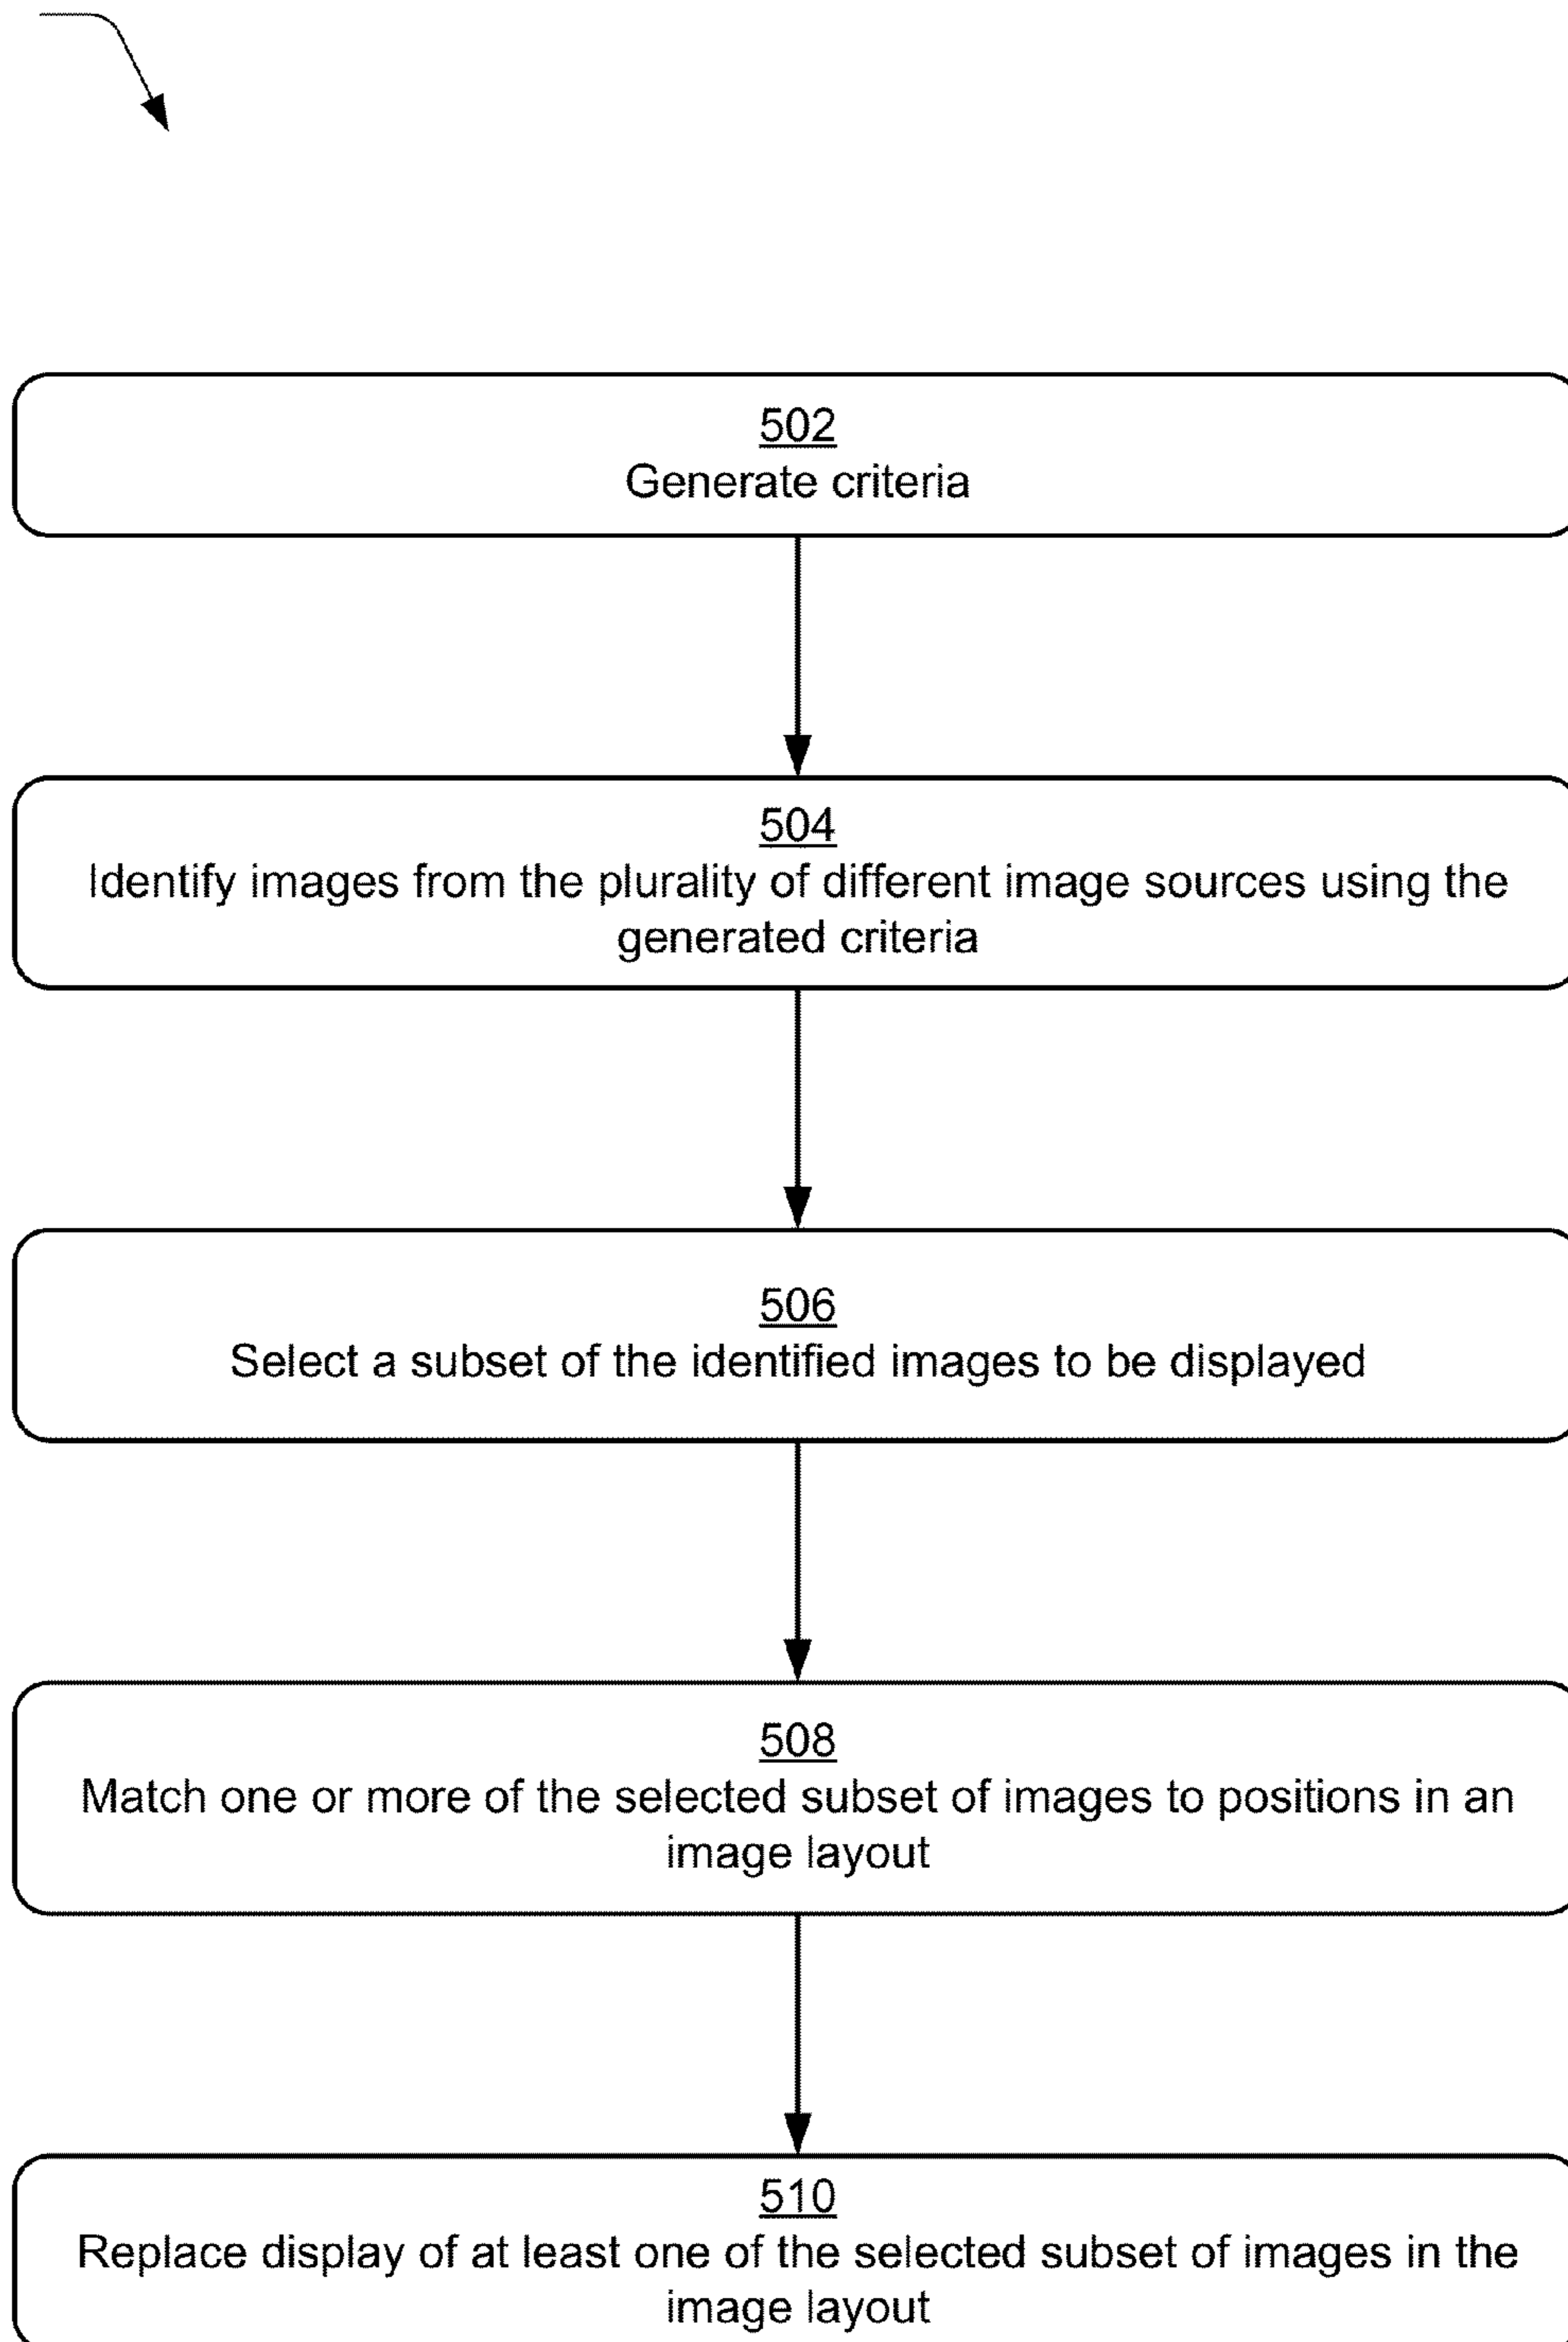 502
Generate criteria
504
Identify images from the plurality of different image sources using the
generated criteria
506
Select a subset of the identified images to be displayed
508
Match one or more of the selected subset of images to positions in an
image layout
510
Replace display of at least one of the selected subset of images in the
image layout